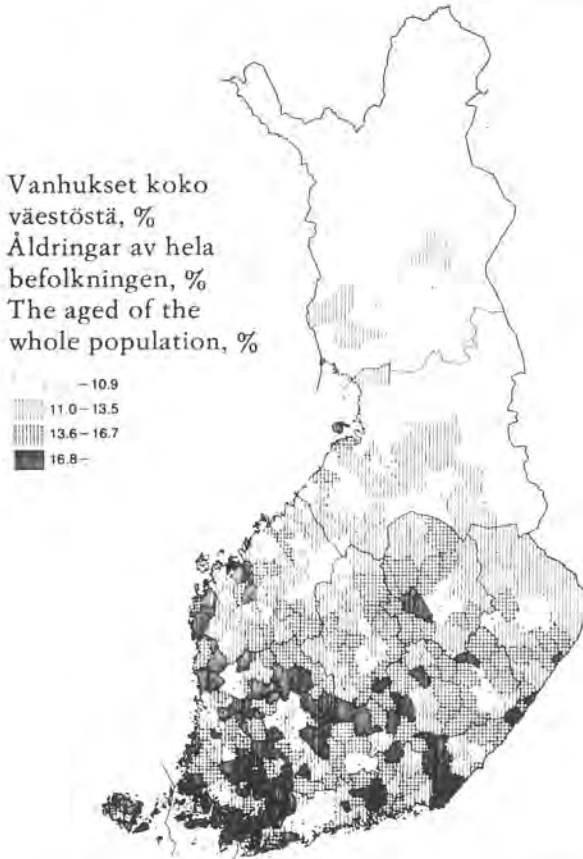 Vanhukset koko
väestöstä, %
Åldringar av hela
befolkningen, %
The aged of the
whole population, %
–10.9
11.0–13.5
13.6–16.7
16.8–